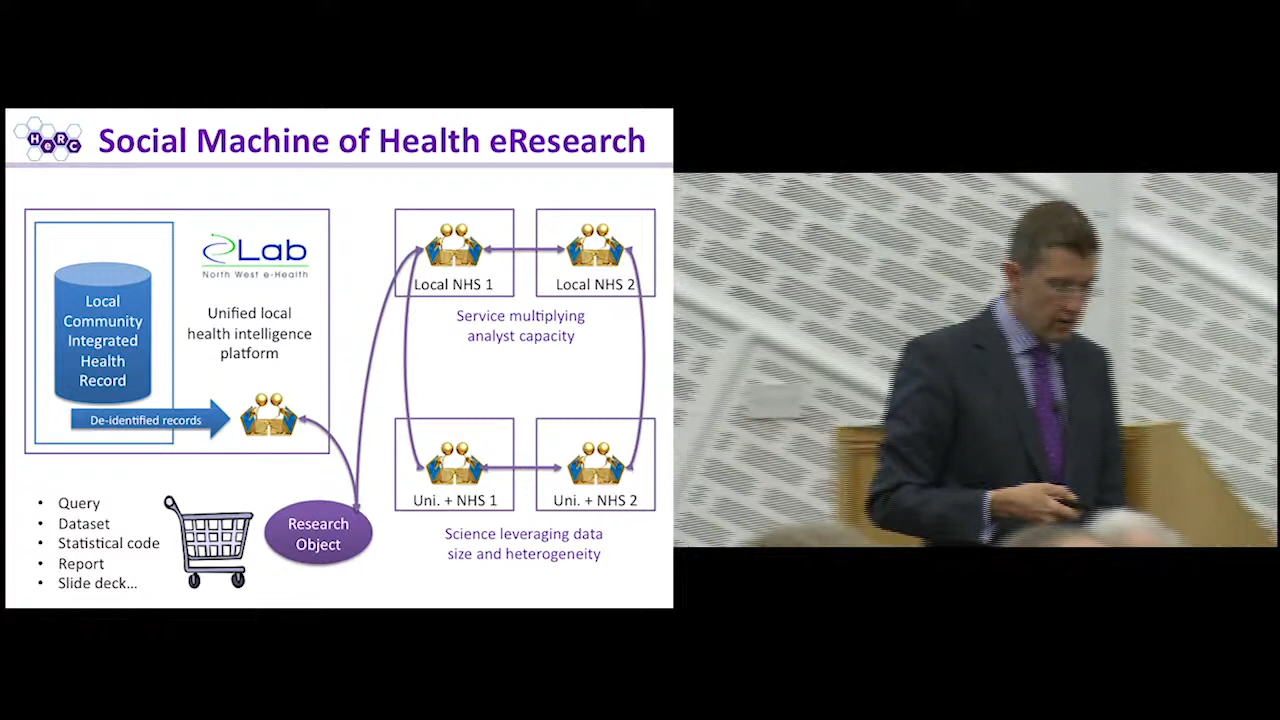 HeRC
Social Machine of Health eResearch
eLab
North West e-Health
Local
Community
Integrated
Health
Record
Unified local
health intelligence
platform
De-identified records
Local NHS 1
Local NHS 2
Service multiplying
analyst capacity
Uni. + NHS 1
Uni. + NHS 2
Science leveraging data
size and heterogeneity
• Query
• Dataset
• Statistical code
• Report
• Slide deck...
Research
Object